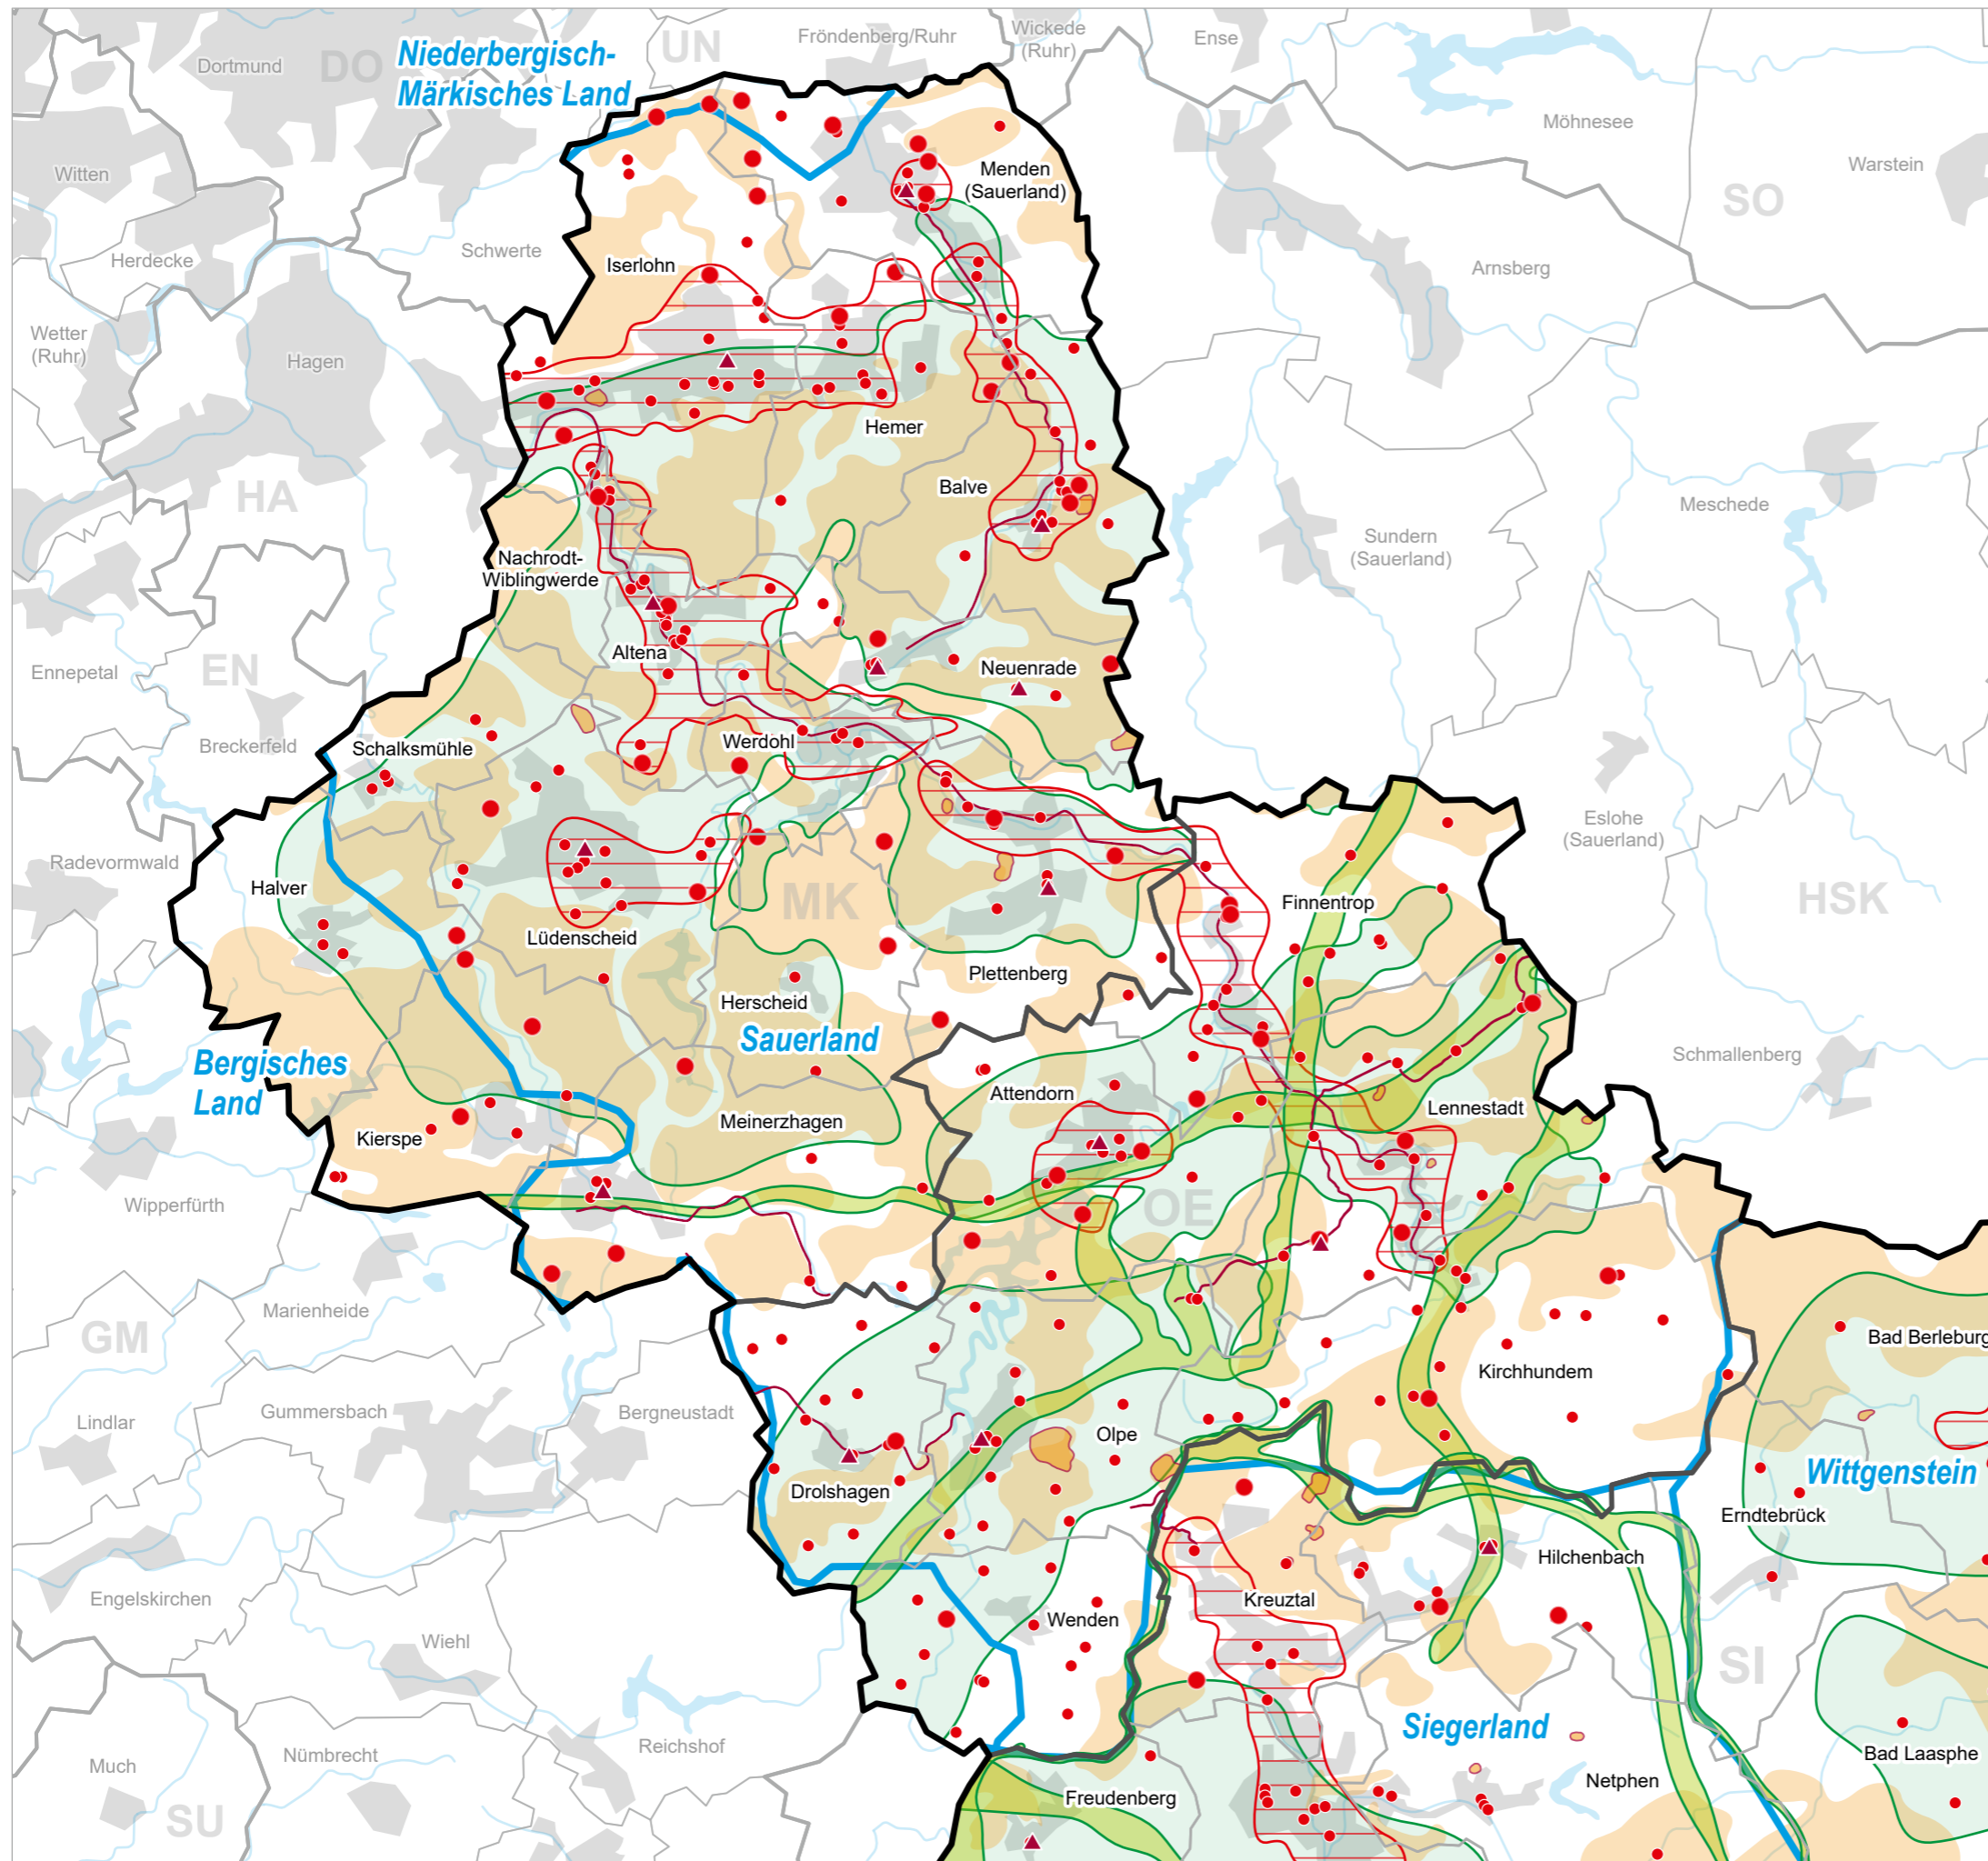 Niederbergisch-
Märkisches Land
DO
UN
Dortmund
Fröndenberg/Ruhr
Wickede
(Ruhr)
Ense
Möhnesee
Warstein
SO
Witten
Menden
(Sauerland)
Schwerte
Herdecke
Iserlohn
Arnsberg
Wetter
(Ruhr)
Hagen
Hemer
HA
Balve
Meschede
Sundern
(Sauerland)
Nachrodt-
Wiblingwerde
Altena
Neuenrade
Ennepetal
EN
Breckerfeld
Schalksmühle
Werdohl
Eslohe
(Sauerland)
Radevormwald
Halver
MK
Finnentrop
HSK
Lüdenscheid
Plettenberg
Herscheid
Sauerland
Bergisches
Land
Schmallenberg
Attendorn
Lennestadt
Meinerzhagen
Kierspe
Wipperfürth
OE
Marienheide
GM
Bad Berleburg
Kirchhundem
Lindlar
Gummersbach
Bergneustadt
Olpe
Wittgenstein
Drolshagen
Erndtebrück
Hilchenbach
Engelskirchen
Kreuztal
Wenden
Wiehl
SI
Siegerland
Reichshof
Nümbrecht
Much
Bad Laasphe
Netphen
Freudenberg
SU